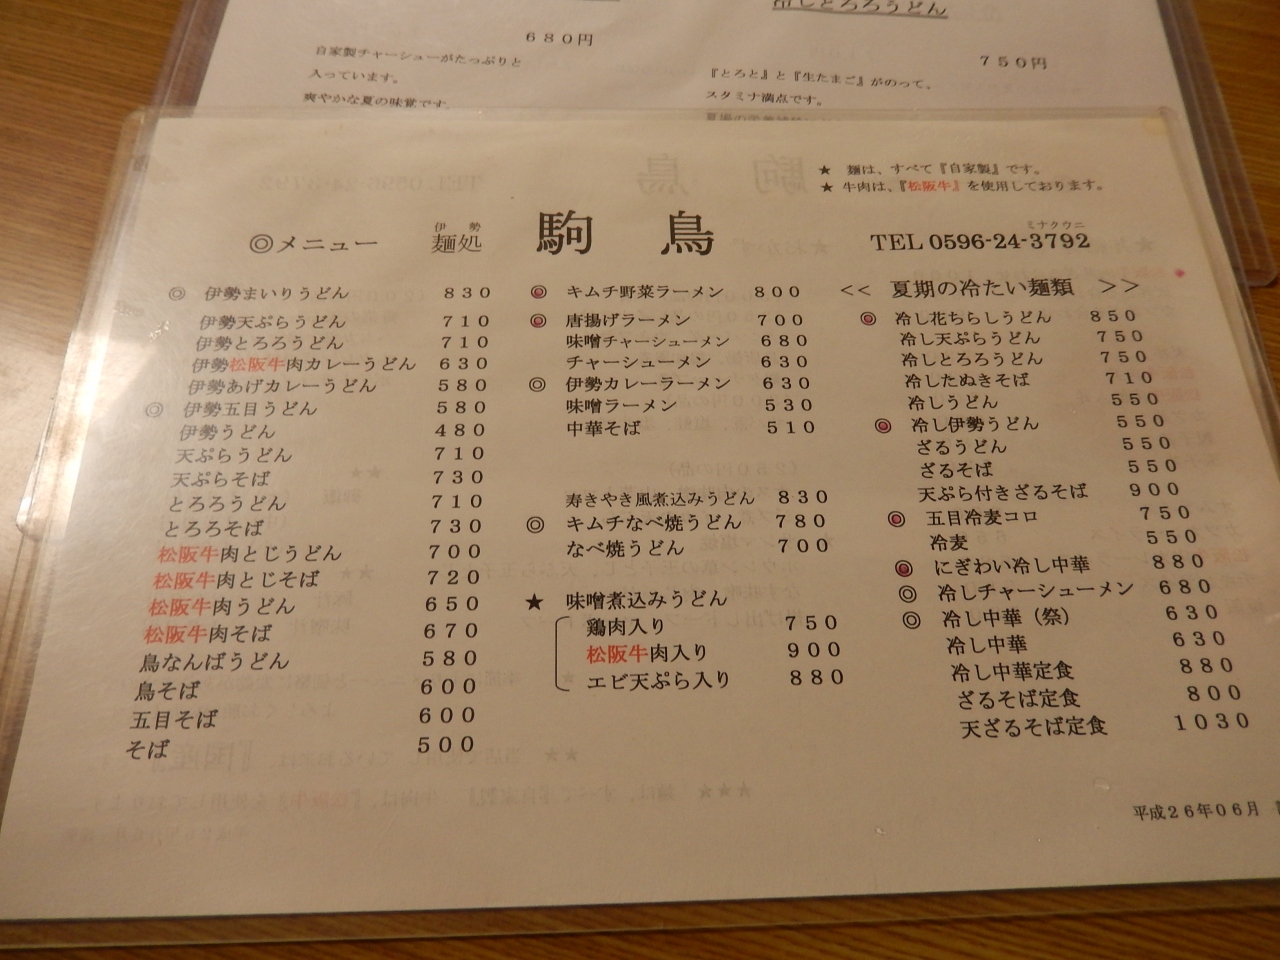 冷しとろろうどん
680円
750円
自家製チャーシューがたっぷりと
入っています。
爽やかな夏の味覚です。
『とろと』と『生たまご』がのって、
スタミナ満点です。
★ 麺は、すべて『自家製』です。
★ 牛肉は、『松阪牛』を使用しております。
◎メニュー
伊勢
麺処
駒鳥
ミナクウニ
TEL 0596-24-3792
◎ 伊勢まいりうどん 830
伊勢天ぷらうどん 710
伊勢とろろうどん 710
伊勢松阪牛肉カレーうどん 630
伊勢あげカレーうどん 580
◎ 伊勢五目うどん 580
伊勢うどん 480
天ぷらうどん 710
天ぷらそば 730
とろろうどん 710
とろろそば 730
松阪牛肉とじうどん 700
松阪牛肉とじそば 720
松阪牛肉うどん 650
松阪牛肉そば 670
鳥なんばうどん 580
鳥そば 600
五目そば 600
そば 500
◎ キムチ野菜ラーメン 800
◎ 唐揚げラーメン 700
味噌チャーシューメン 680
チャーシューメン 630
◎ 伊勢カレーラーメン 630
味噌ラーメン 530
中華そば 510
寿きやき風煮込みうどん 830
◎ キムチなべ焼うどん 780
なべ焼うどん 700
★ 味噌煮込みうどん
鶏肉入り 750
松阪牛肉入り 900
エビ天ぷら入り 880
<< 夏期の冷たい麺類 >>
◎ 冷し花ちらしうどん 850
冷し天ぷらうどん 750
冷しとろろうどん 750
冷したぬきそば 710
冷しうどん 550
◎ 冷し伊勢うどん 550
ざるうどん 550
ざるそば 550
天ぷら付きざるそば 900
◎ 五目冷麦コロ 750
冷麦 550
◎ にぎわい冷し中華 880
◎ 冷しチャーシューメン 680
◎ 冷し中華（祭） 630
冷し中華 630
冷し中華定食 880
ざるそば定食 800
天ざるそば定食 1030
平成26年06月